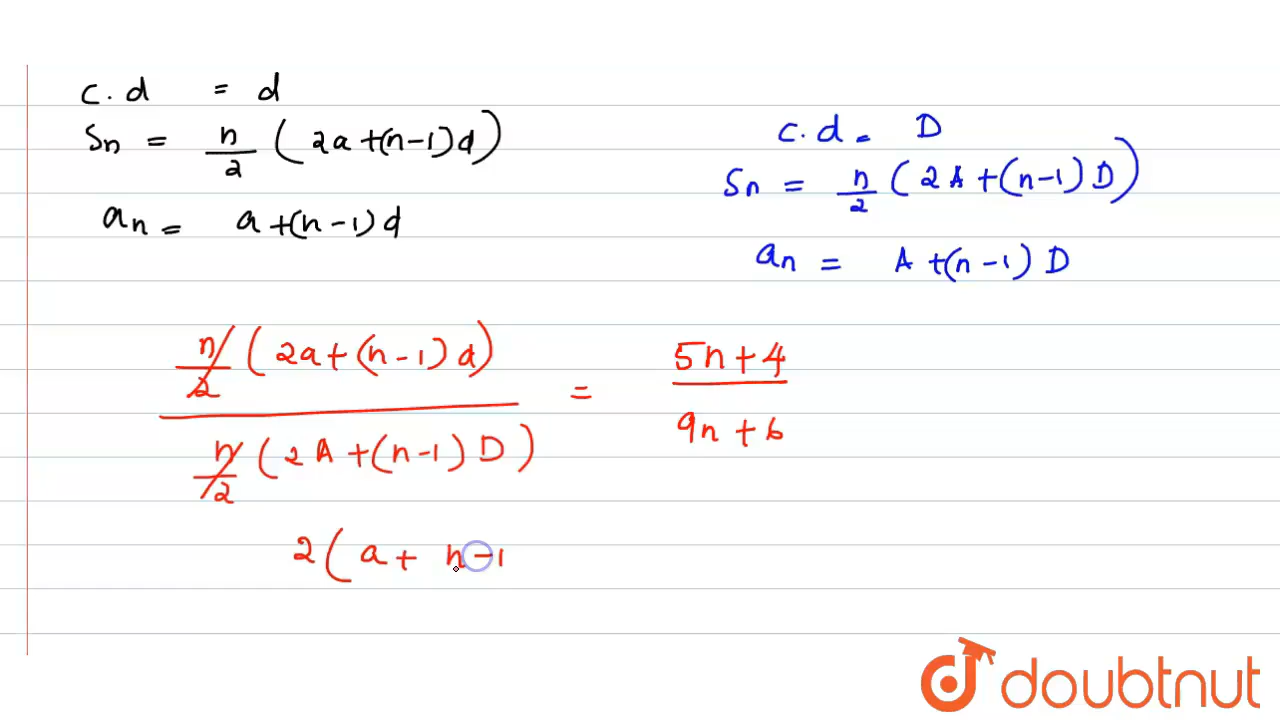 c.d = d
Sn = n/2 (2a+(n-1)d)
an = a+(n-1)d
c.d = D
Sn = n/2 (2A+(n-1)D)
an = A+(n-1)D
n/2 (2a+(n-1)d) / n/2 (2A+(n-1)D) = 5n+4 / 9n+6
2(a+ n-1
doubtnut